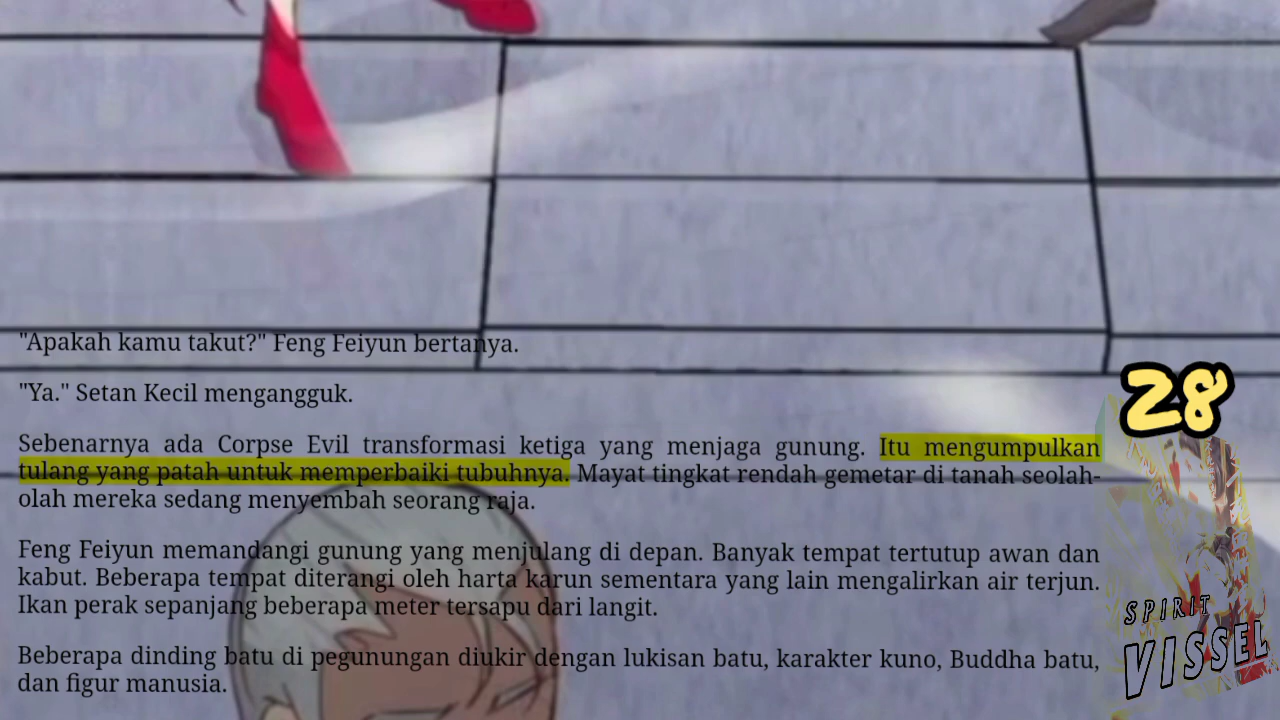 "Apakah kamu takut?" Feng Feiyun bertanya.
"Ya." Setan Kecil mengangguk.
Sebenarnya ada Corpse Evil transformasi ketiga yang menjaga gunung. Itu mengumpulkan
tulang yang patah untuk memperbaiki tubuhnya. Mayat tingkat rendah gemetar di tanah seolah-
olah mereka sedang menyembah seorang raja.
Feng Feiyun memandangi gunung yang menjulang di depan. Banyak tempat tertutup awan dan
kabut. Beberapa tempat diterangi oleh harta karun sementara yang lain mengalirkan air terjun.
Ikan perak sepanjang beberapa meter tersapu dari langit.
Beberapa dinding batu di pegunungan diukir dengan lukisan batu, karakter kuno, Buddha batu,
dan figur manusia.
28
SPIRIT
VISSEL